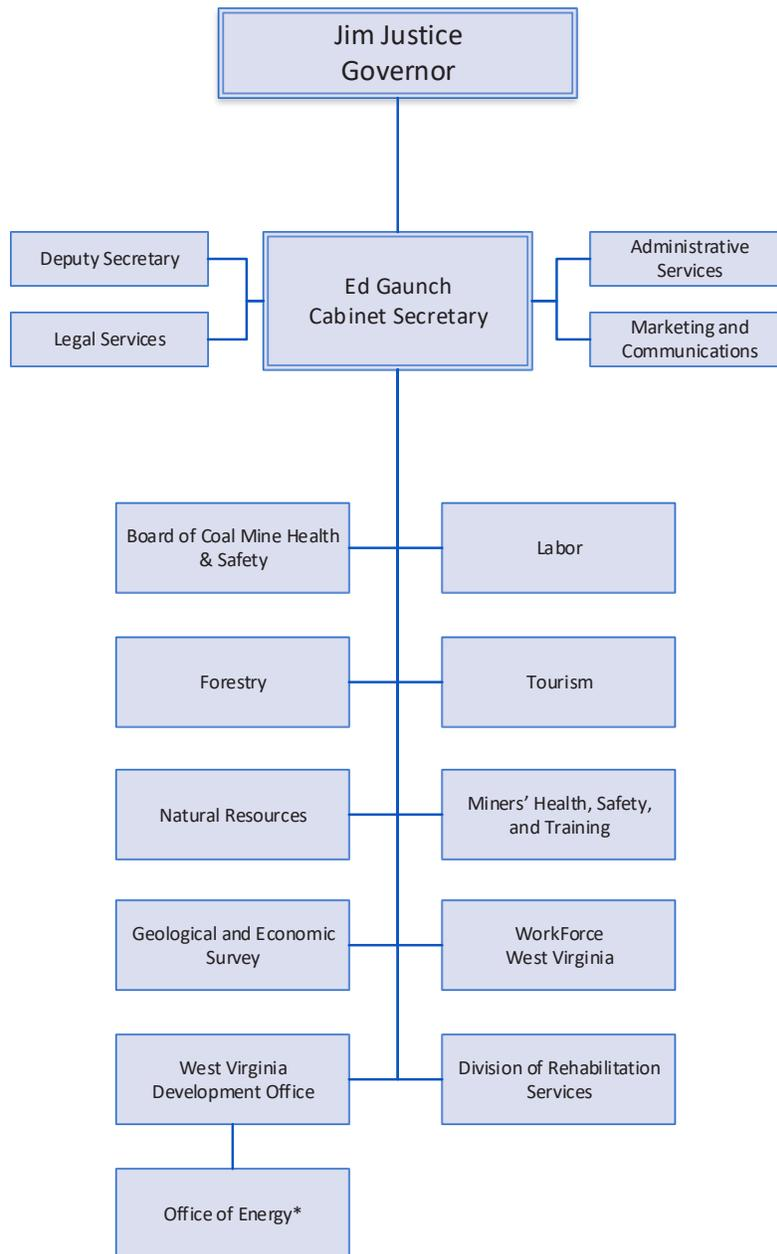 Jim Justice
Governor
Deputy Secretary
Legal Services
Ed Gaunch
Cabinet Secretary
Administrative
Services
Marketing and
Communications
Board of Coal Mine Health
& Safety
Labor
Forestry
Tourism
Natural Resources
Miners’ Health, Safety,
and Training
Geological and Economic
Survey
WorkForce
West Virginia
West Virginia
Development Office
Division of Rehabilitation
Services
Office of Energy*